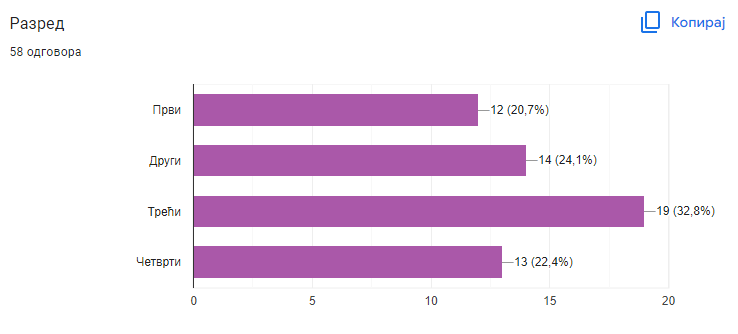 Разред
Копирај
58 одговора
Први 12 (20,7%)
Други 14 (24,1%)
Трећи 19 (32,8%)
Четврти 13 (22,4%)
0 5 10 15 20